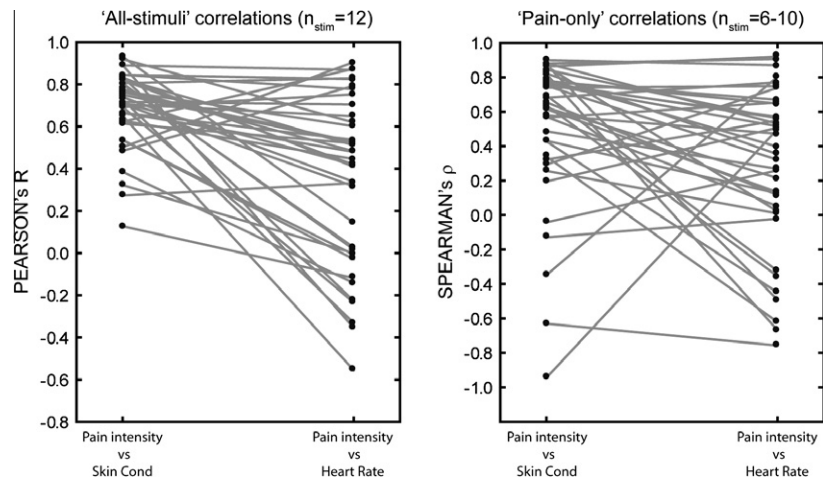 'All-stimuli' correlations (nstim=12)
PEARSON's R
1.0
0.8
0.6
0.4
0.2
0.0
-0.2
-0.4
-0.6
-0.8
Pain intensity
vs
Skin Cond
Pain intensity
vs
Heart Rate
'Pain-only' correlations (nstim=6-10)
SPEARMAN's ρ
1.0
0.8
0.6
0.4
0.2
0.0
-0.2
-0.4
-0.6
-0.8
-1.0
Pain intensity
vs
Skin Cond
Pain intensity
vs
Heart Rate